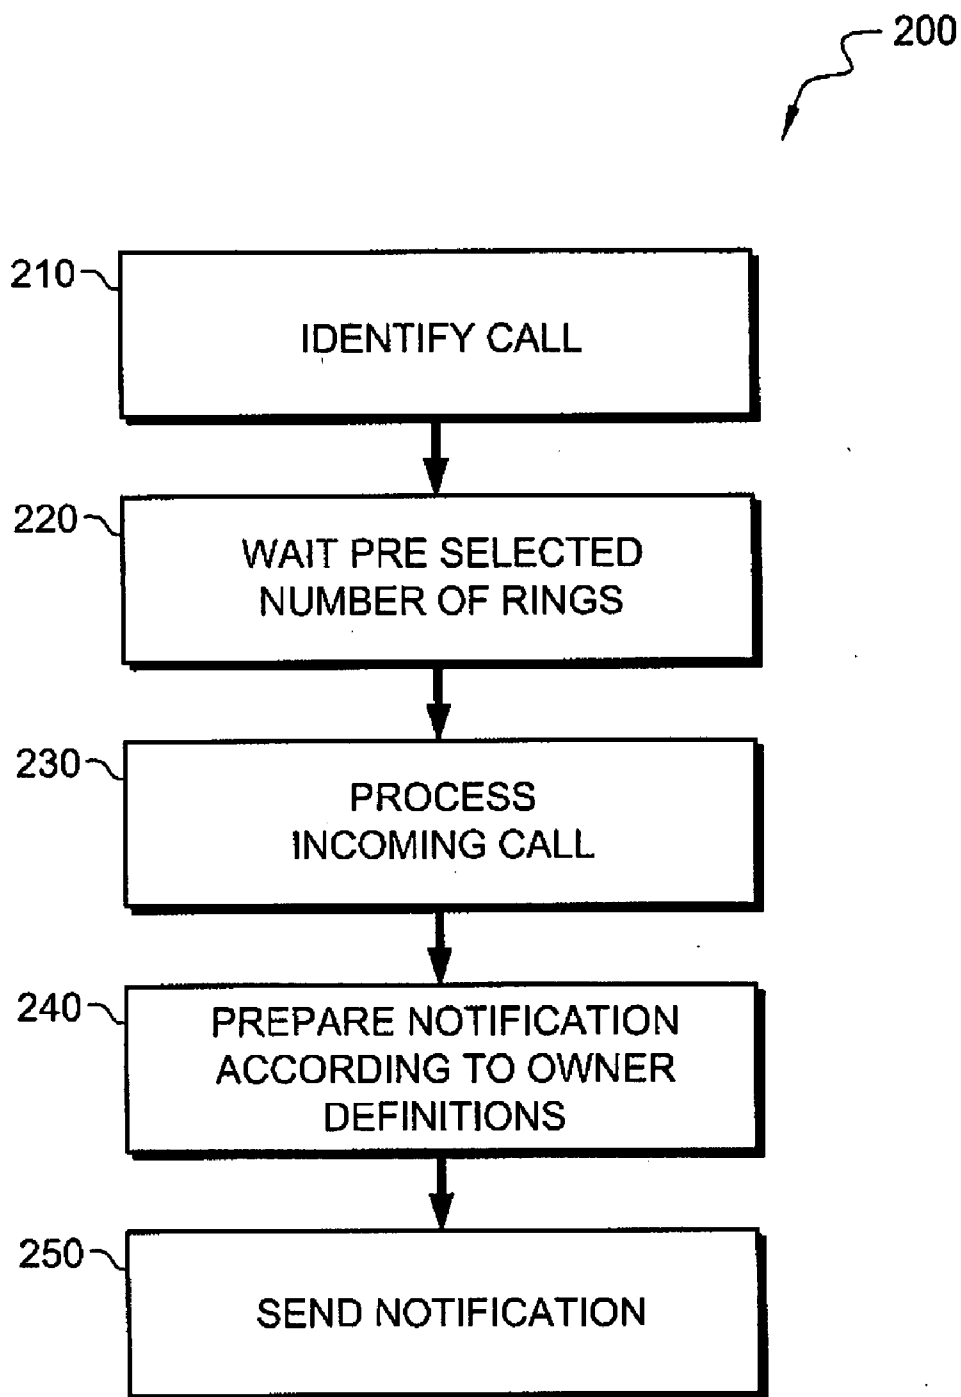 200
210
IDENTIFY CALL
220
WAIT PRE SELECTED
NUMBER OF RINGS
230
PROCESS
INCOMING CALL
240
PREPARE NOTIFICATION
ACCORDING TO OWNER
DEFINITIONS
250
SEND NOTIFICATION